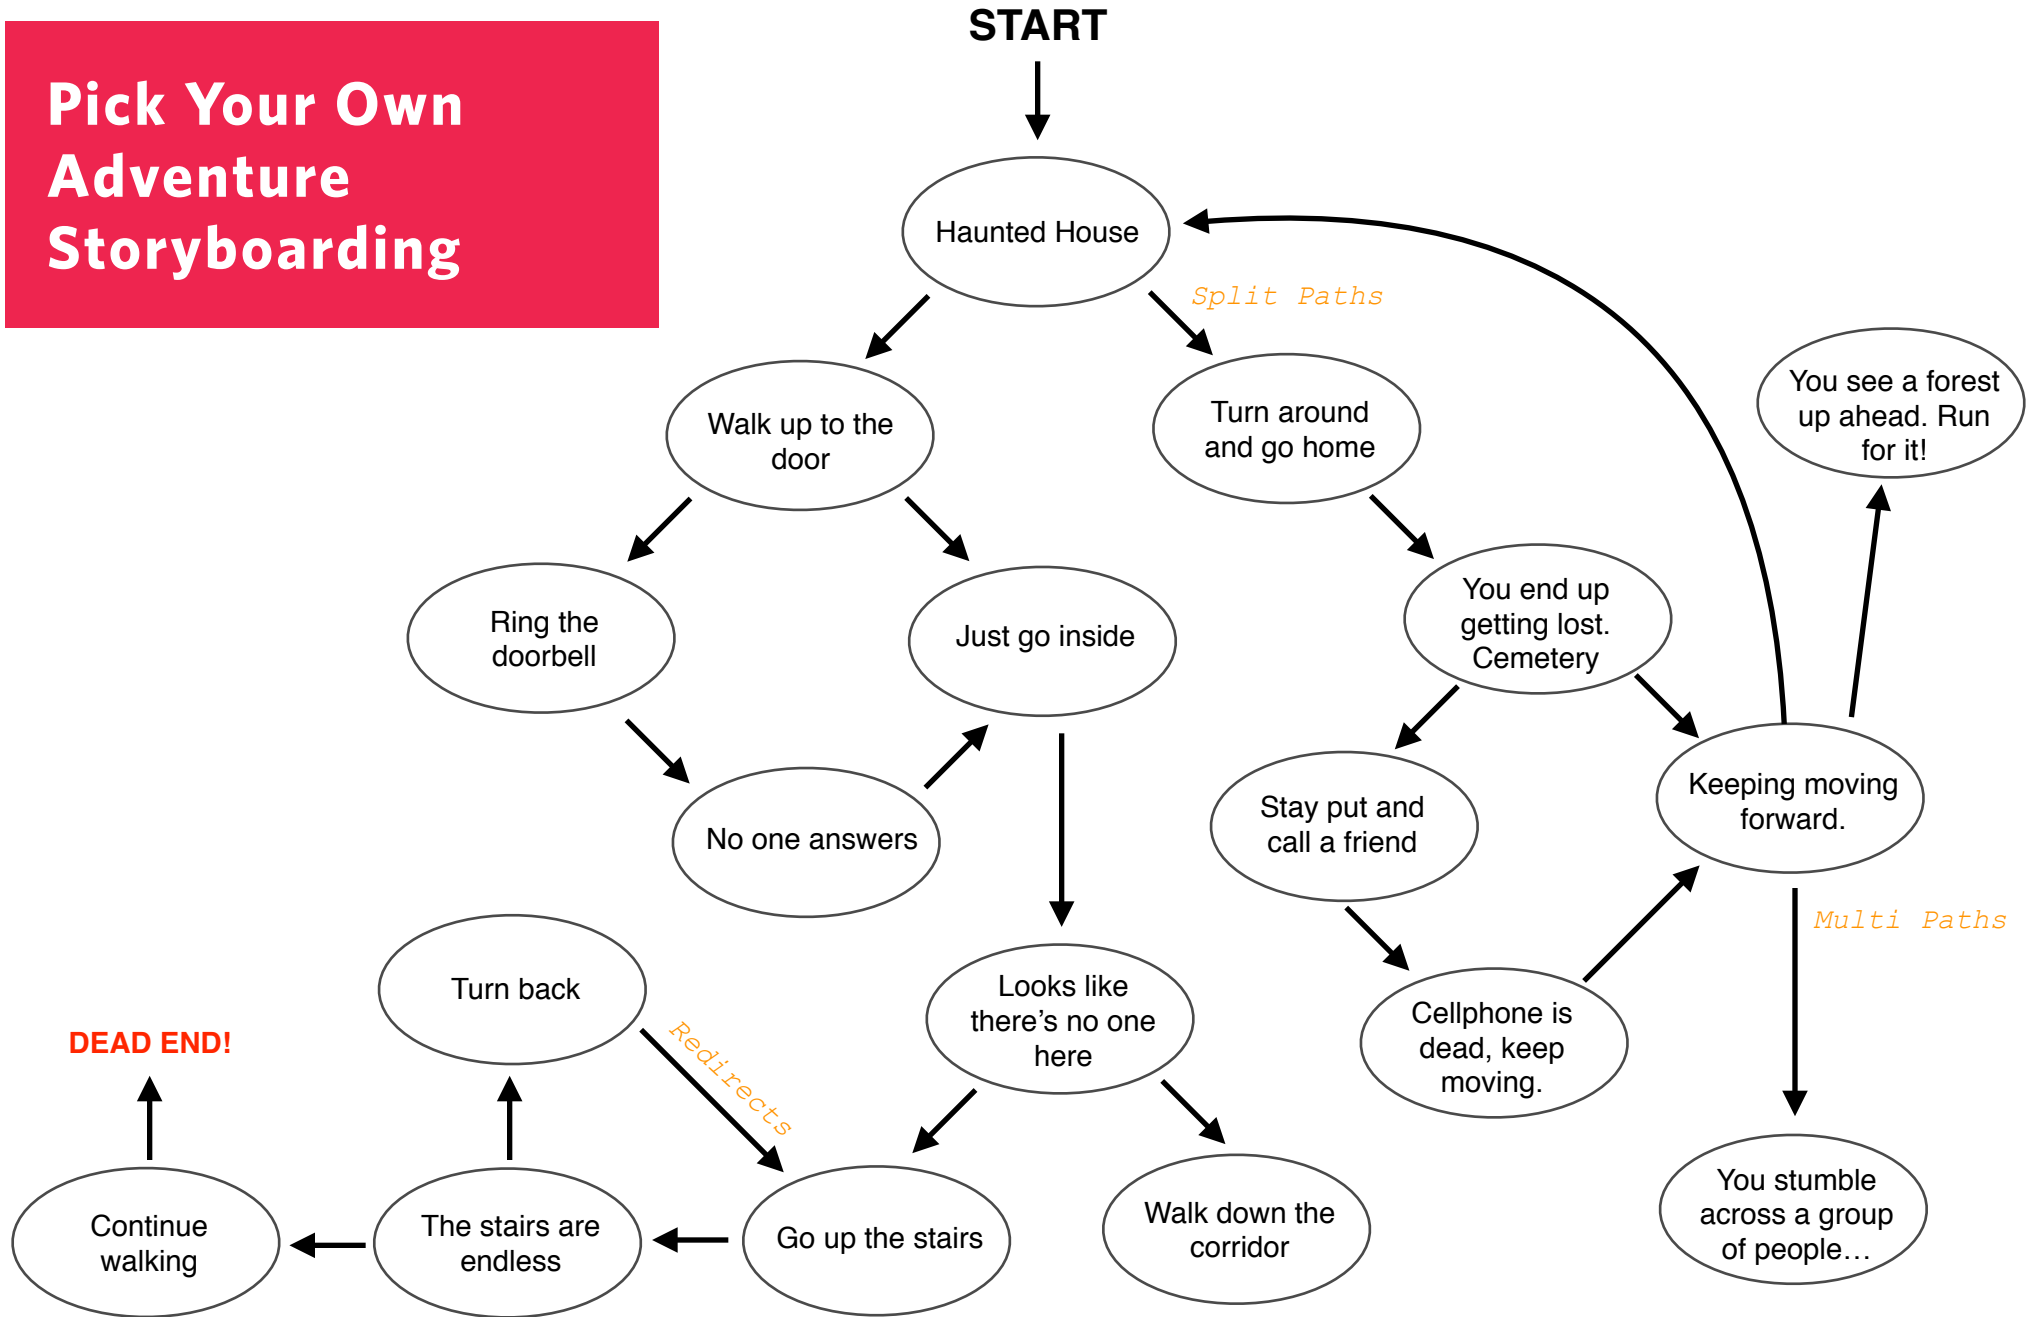 Pick Your Own
Adventure
Storyboarding
START
Haunted House
Split Paths
Walk up to the
door
Turn around
and go home
You see a forest
up ahead. Run
for it!
Ring the
doorbell
Just go inside
You end up
getting lost.
Cemetery
No one answers
Stay put and
call a friend
Keeping moving
forward.
Multi Paths
Turn back
Redirects
Looks like
there’s no one
here
Cellphone is
dead, keep
moving.
DEAD END!
Continue
walking
The stairs are
endless
Go up the stairs
Walk down the
corridor
You stumble
across a group
of people…